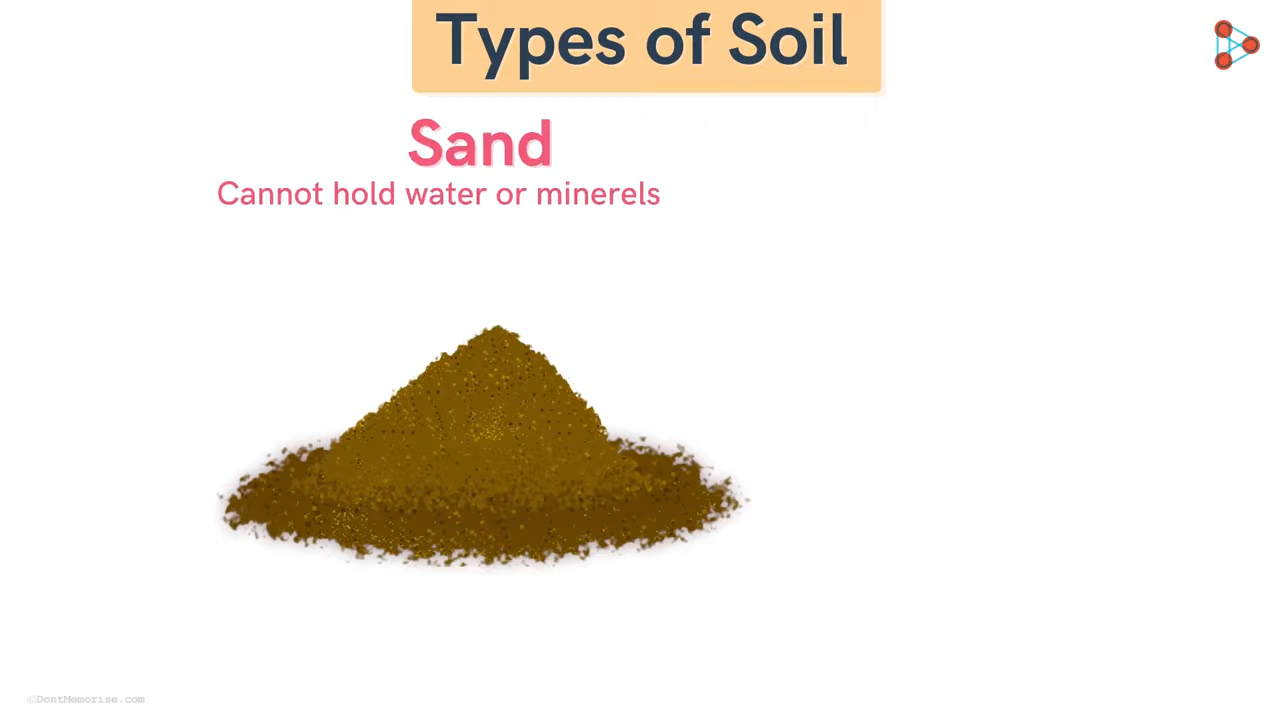 Types of Soil
Sand
Cannot hold water or minerels
©DontMemorise.com